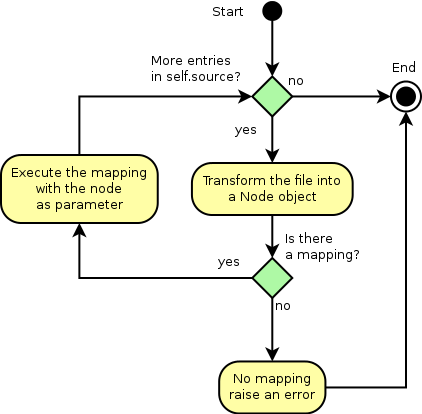 Start
More entries
in self.source?
no
End
yes
Execute the mapping
with the node
as parameter
Transform the file into
a Node object
Is there
a mapping?
yes
no
No mapping
raise an error